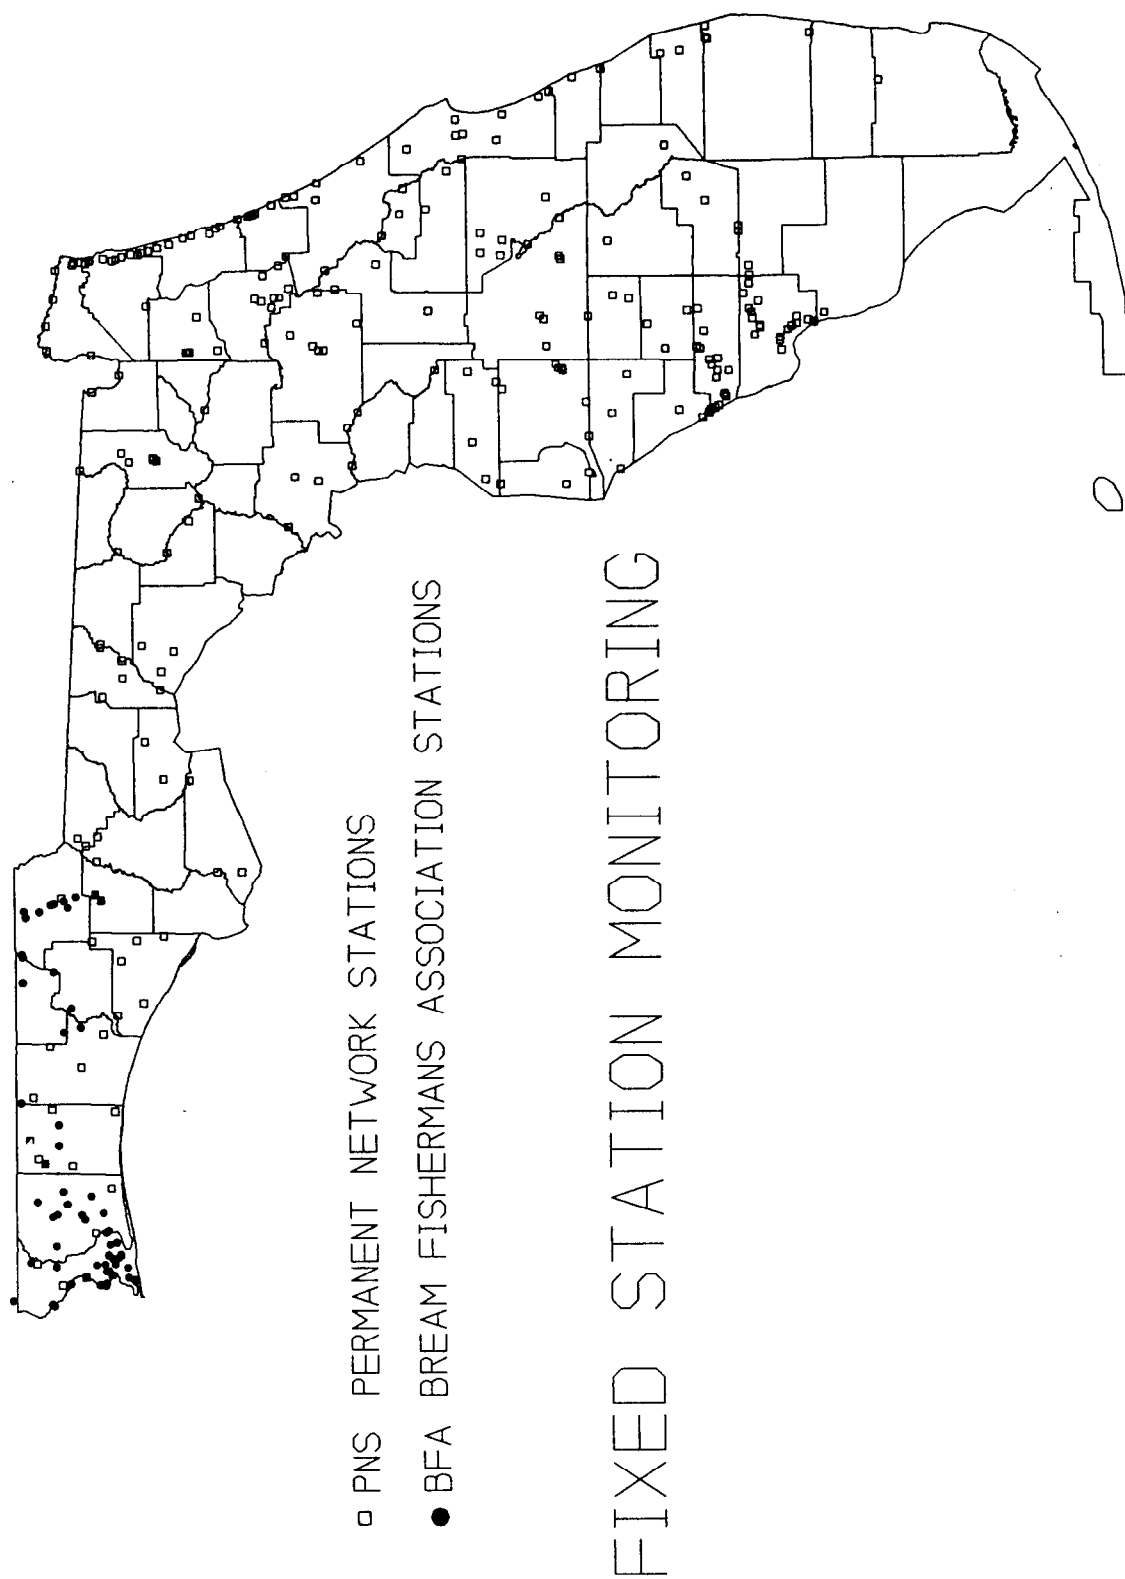 □ PNS PERMANENT NETWORK STATIONS
● BFA BREAM FISHERMANS ASSOCIATION STATIONS
FIXED STATION MONITORING